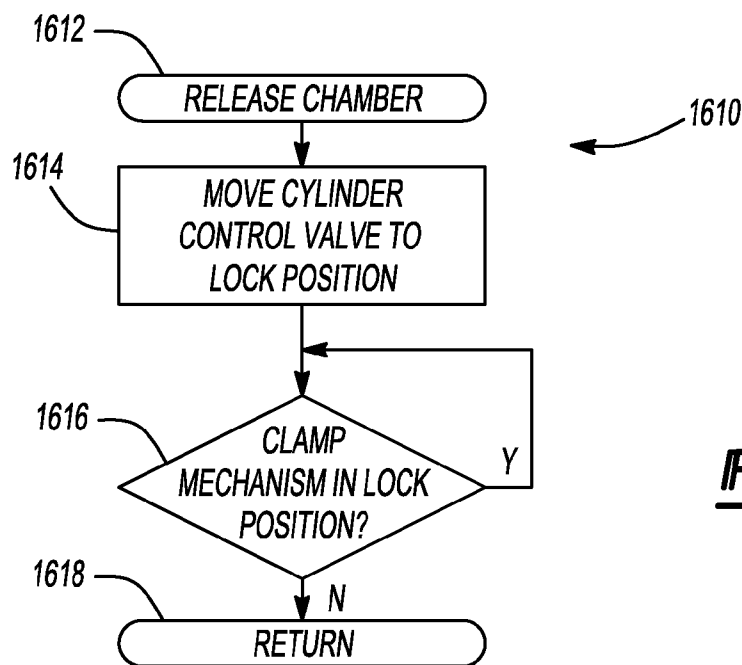 1612
RELEASE CHAMBER
1610
1614
MOVE CYLINDER
CONTROL VALVE TO
LOCK POSITION
1616
CLAMP
MECHANISM IN LOCK
POSITION?
Y
1618
N
RETURN